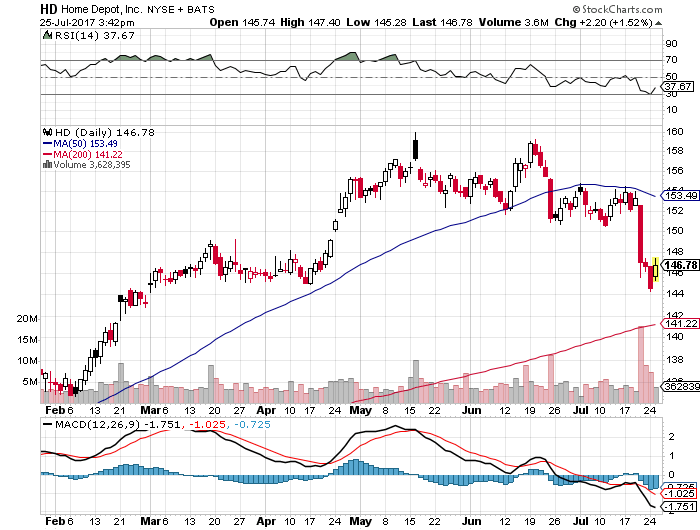 HD Home Depot, Inc. NYSE + BATS © StockCharts.com
25-Jul-2017 3:42pm Open 145.74 High 147.40 Low 145.28 Last 146.78 Volume 3.6M Chg +2.20 (+1.52%)
RSI(14) 37.67
90
70
50
37.67
30
10
HD (Daily) 146.78
MA(50) 153.49
MA(200) 141.22
Volume 3,628,395
160
158
156
154
153.49
152
150
148
146.78
146
144
142
141.22
140
138
136
3628395
20M
15M
10M
5M
Feb 6 13 21 Mar 6 13 20 27 Apr 10 17 24 May 8 15 22 Jun 12 19 26 Jul 10 17 24
MACD(12,26,9) -1.751, -1.025, -0.725
2
1
0
-0.725
-1.025
-1.751
Feb 6 13 21 Mar 6 13 20 27 Apr 10 17 24 May 8 15 22 Jun 12 19 26 Jul 10 17 24